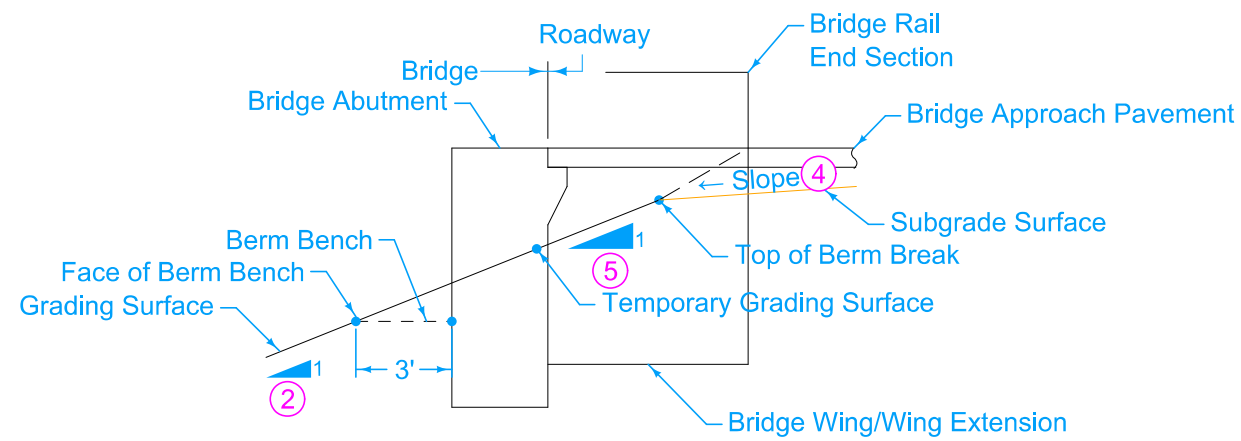 Roadway
Bridge
Bridge Abutment
Bridge Rail
End Section
Bridge Approach Pavement
← Slope 4
Subgrade Surface
Top of Berm Break
1
5
Temporary Grading Surface
Berm Bench
Face of Berm Bench
Grading Surface
1
2
3'
Bridge Wing/Wing Extension